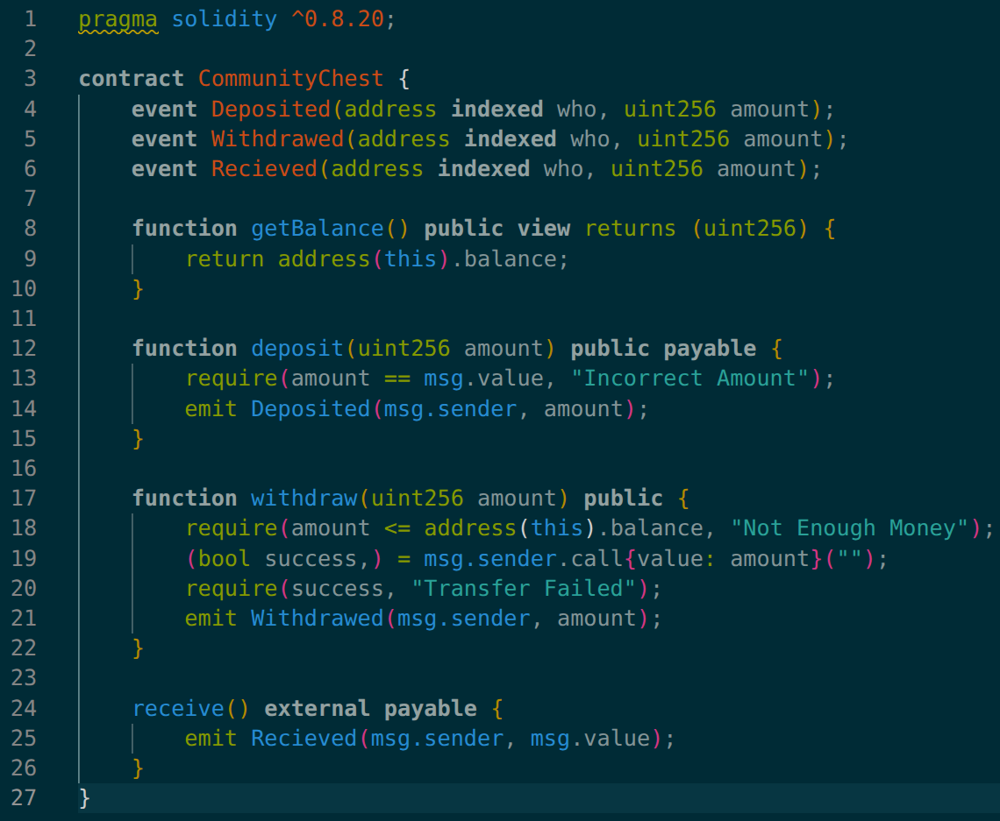 1 pragma solidity ^0.8.20;
2
3 contract CommunityChest {
4     event Deposited(address indexed who, uint256 amount);
5     event Withdrawed(address indexed who, uint256 amount);
6     event Recieved(address indexed who, uint256 amount);
7
8     function getBalance() public view returns (uint256) {
9         return address(this).balance;
10     }
11
12     function deposit(uint256 amount) public payable {
13         require(amount == msg.value, "Incorrect Amount");
14         emit Deposited(msg.sender, amount);
15     }
16
17     function withdraw(uint256 amount) public {
18         require(amount <= address(this).balance, "Not Enough Money");
19         (bool success,) = msg.sender.call{value: amount}("");
20         require(success, "Transfer Failed");
21         emit Withdrawed(msg.sender, amount);
22     }
23
24     receive() external payable {
25         emit Recieved(msg.sender, msg.value);
26     }
27 }